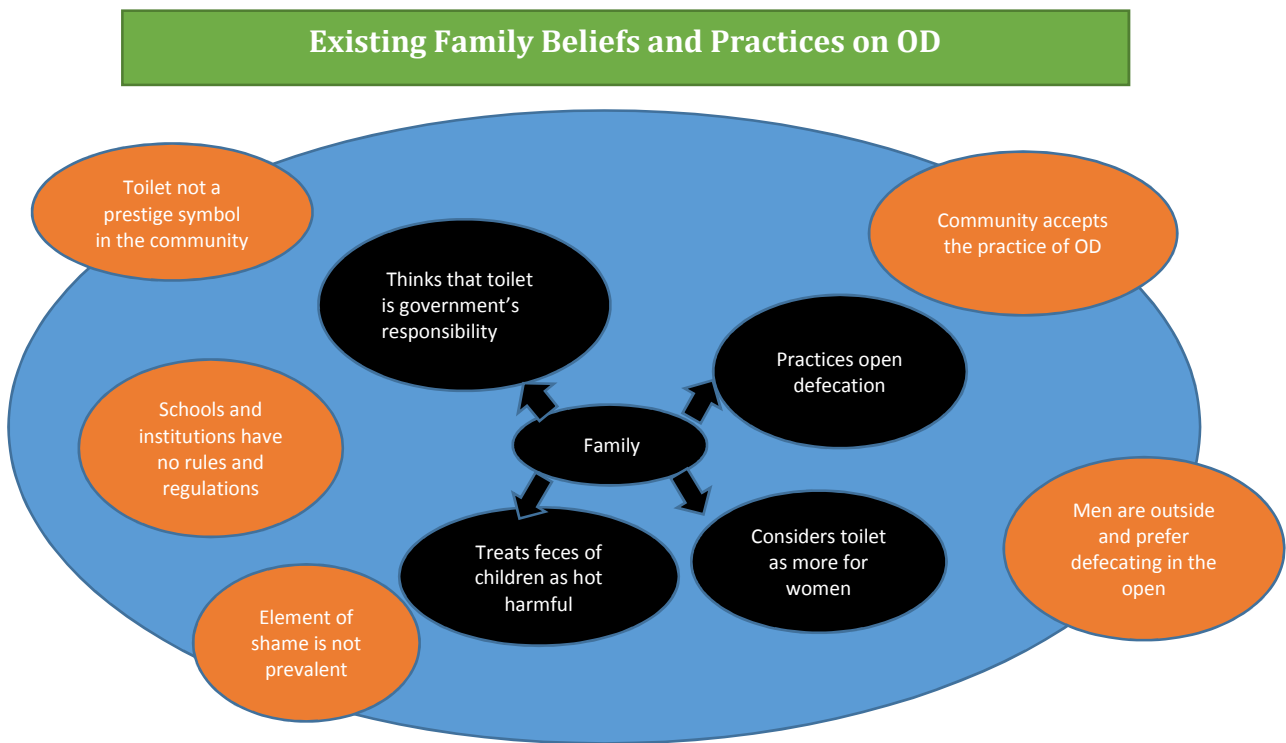 Existing Family Beliefs and Practices on OD
Toilet not a
prestige symbol
in the community
Community accepts
the practice of OD
Thinks that toilet
is government's
responsibility
Practices open
defecation
Schools and
institutions have
no rules and
regulations
Family
Men are outside
and prefer
defecating in the
open
Treats feces of
children as hot
harmful
Considers toilet
as more for
women
Element of
shame is not
prevalent